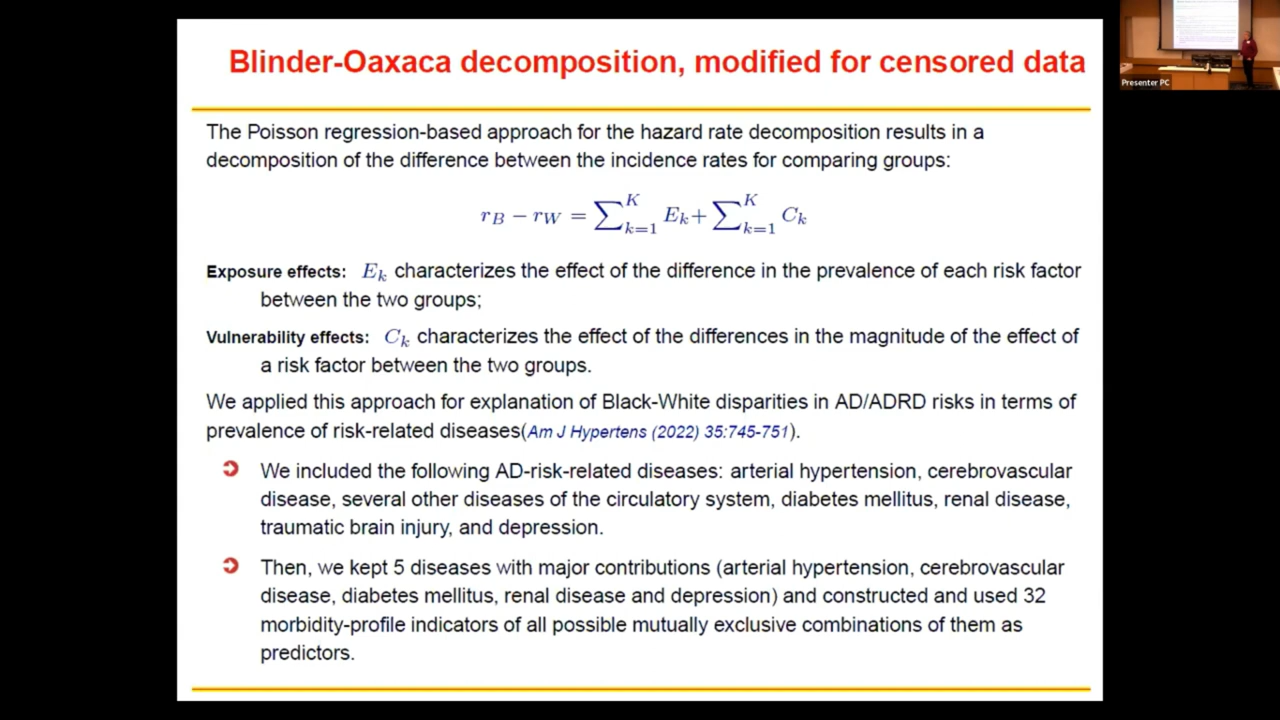 Blinder-Oaxaca decomposition, modified for censored data
Presenter PC
The Poisson regression-based approach for the hazard rate decomposition results in a
decomposition of the difference between the incidence rates for comparing groups:
r_B − r_W = ∑_{k=1}^{K} E_k + ∑_{k=1}^{K} C_k
Exposure effects: E_k characterizes the effect of the difference in the prevalence of each risk factor
between the two groups;
Vulnerability effects: C_k characterizes the effect of the differences in the magnitude of the effect of
a risk factor between the two groups.
We applied this approach for explanation of Black-White disparities in AD/ADRD risks in terms of
prevalence of risk-related diseases(Am J Hypertens (2022) 35:745-751).
We included the following AD-risk-related diseases: arterial hypertension, cerebrovascular
disease, several other diseases of the circulatory system, diabetes mellitus, renal disease,
traumatic brain injury, and depression.
Then, we kept 5 diseases with major contributions (arterial hypertension, cerebrovascular
disease, diabetes mellitus, renal disease and depression) and constructed and used 32
morbidity-profile indicators of all possible mutually exclusive combinations of them as
predictors.